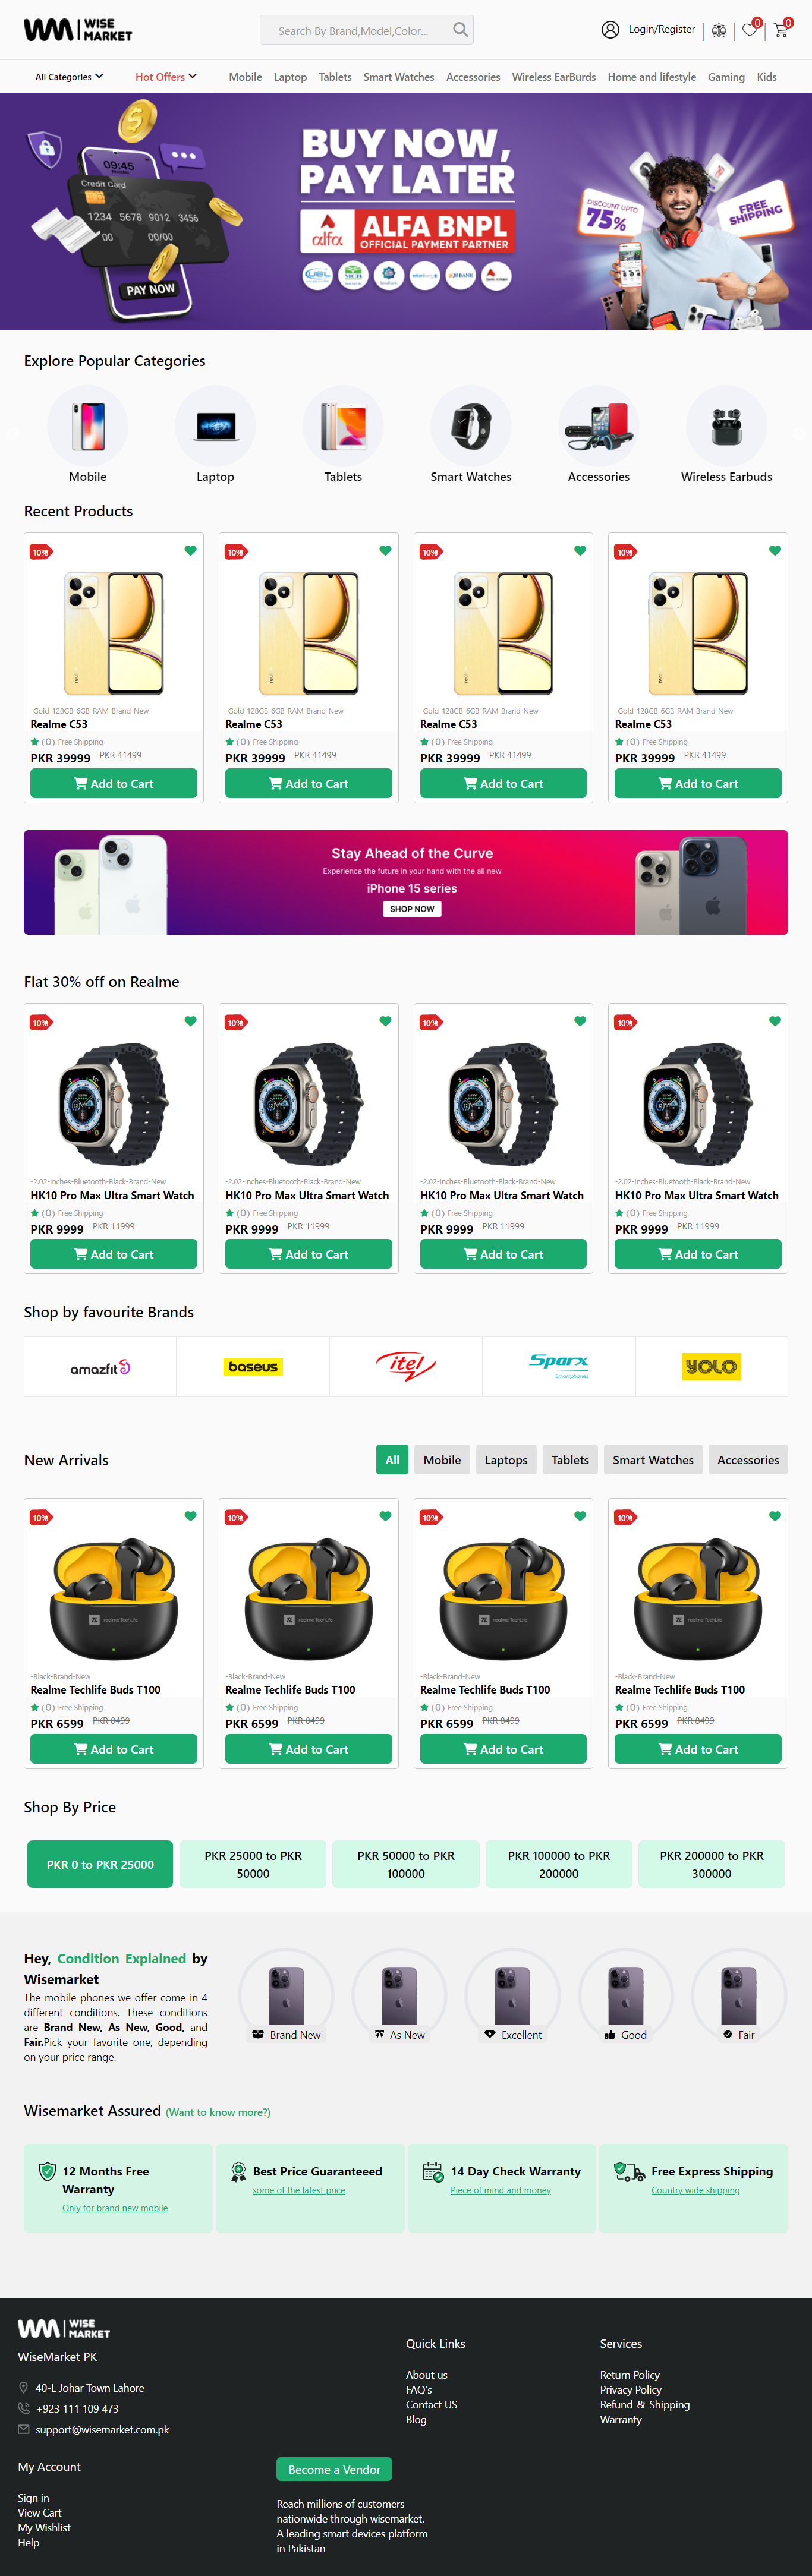 WM WISE
MARKET
Search By Brand,Model,Color...
Login/Register
0
0
All Categories
Hot Offers
Mobile
Laptop
Tablets
Smart Watches
Accessories
Wireless EarBurds
Home and lifestyle
Gaming
Kids
09:45
Credit Card
1234 5678 9012 3456
00 00/00
PAY NOW
BUY NOW,
PAY LATER
alfa
ALFA BNPL
OFFICIAL PAYMENT PARTNER
UBL
DISCOUNT UPTO
75%
FREE
SHIPPING
Explore Popular Categories
Mobile
Laptop
Tablets
Smart Watches
Accessories
Wireless Earbuds
Recent Products
10%
10%
10%
10%
-Gold-128GB-6GB-RAM-Brand-New
Realme C53
(0) Free Shipping
PKR 39999 PKR 41499
Add to Cart
-Gold-128GB-6GB-RAM-Brand-New
Realme C53
(0) Free Shipping
PKR 39999 PKR 41499
Add to Cart
-Gold-128GB-6GB-RAM-Brand-New
Realme C53
(0) Free Shipping
PKR 39999 PKR 41499
Add to Cart
-Gold-128GB-6GB-RAM-Brand-New
Realme C53
(0) Free Shipping
PKR 39999 PKR 41499
Add to Cart
Stay Ahead of the Curve
Experience the future in your hand with the all new
iPhone 15 series
SHOP NOW
Flat 30% off on Realme
10%
10%
10%
10%
-2.02-Inches-Bluetooth-Black-Brand-New
HK10 Pro Max Ultra Smart Watch
(0) Free Shipping
PKR 9999 PKR 11999
Add to Cart
-2.02-Inches-Bluetooth-Black-Brand-New
HK10 Pro Max Ultra Smart Watch
(0) Free Shipping
PKR 9999 PKR 11999
Add to Cart
-2.02-Inches-Bluetooth-Black-Brand-New
HK10 Pro Max Ultra Smart Watch
(0) Free Shipping
PKR 9999 PKR 11999
Add to Cart
-2.02-Inches-Bluetooth-Black-Brand-New
HK10 Pro Max Ultra Smart Watch
(0) Free Shipping
PKR 9999 PKR 11999
Add to Cart
Shop by favourite Brands
amazfit
baseus
itel
Sparx
Smartphones
YOLO
New Arrivals
All
Mobile
Laptops
Tablets
Smart Watches
Accessories
10%
10%
10%
10%
realme TechLife
realme TechLife
realme TechLife
realme TechLife
-Black-Brand-New
Realme Techlife Buds T100
(0) Free Shipping
PKR 6599 PKR 8499
Add to Cart
-Black-Brand-New
Realme Techlife Buds T100
(0) Free Shipping
PKR 6599 PKR 8499
Add to Cart
-Black-Brand-New
Realme Techlife Buds T100
(0) Free Shipping
PKR 6599 PKR 8499
Add to Cart
-Black-Brand-New
Realme Techlife Buds T100
(0) Free Shipping
PKR 6599 PKR 8499
Add to Cart
Shop By Price
PKR 0 to PKR 25000
PKR 25000 to PKR
50000
PKR 50000 to PKR
100000
PKR 100000 to PKR
200000
PKR 200000 to PKR
300000
Hey, Condition Explained by
Wisemarket
The mobile phones we offer come in 4
different conditions. These conditions
are Brand New, As New, Good, and
Fair.Pick your favorite one, depending
on your price range.
Brand New
As New
Excellent
Good
Fair
Wisemarket Assured (Want to know more?)
12 Months Free
Warranty
Only for brand new mobile
Best Price Guaranteeed
some of the latest price
14 Day Check Warranty
Piece of mind and money
Free Express Shipping
Country wide shipping
WM WISE
MARKET
WiseMarket PK
40-L Johar Town Lahore
+923 111 109 473
support@wisemarket.com.pk
Quick Links
About us
FAQ's
Contact US
Blog
Services
Return Policy
Privacy Policy
Refund-&-Shipping
Warranty
My Account
Sign in
View Cart
My Wishlist
Help
Become a Vendor
Reach millions of customers
nationwide through wisemarket.
A leading smart devices platform
in Pakistan